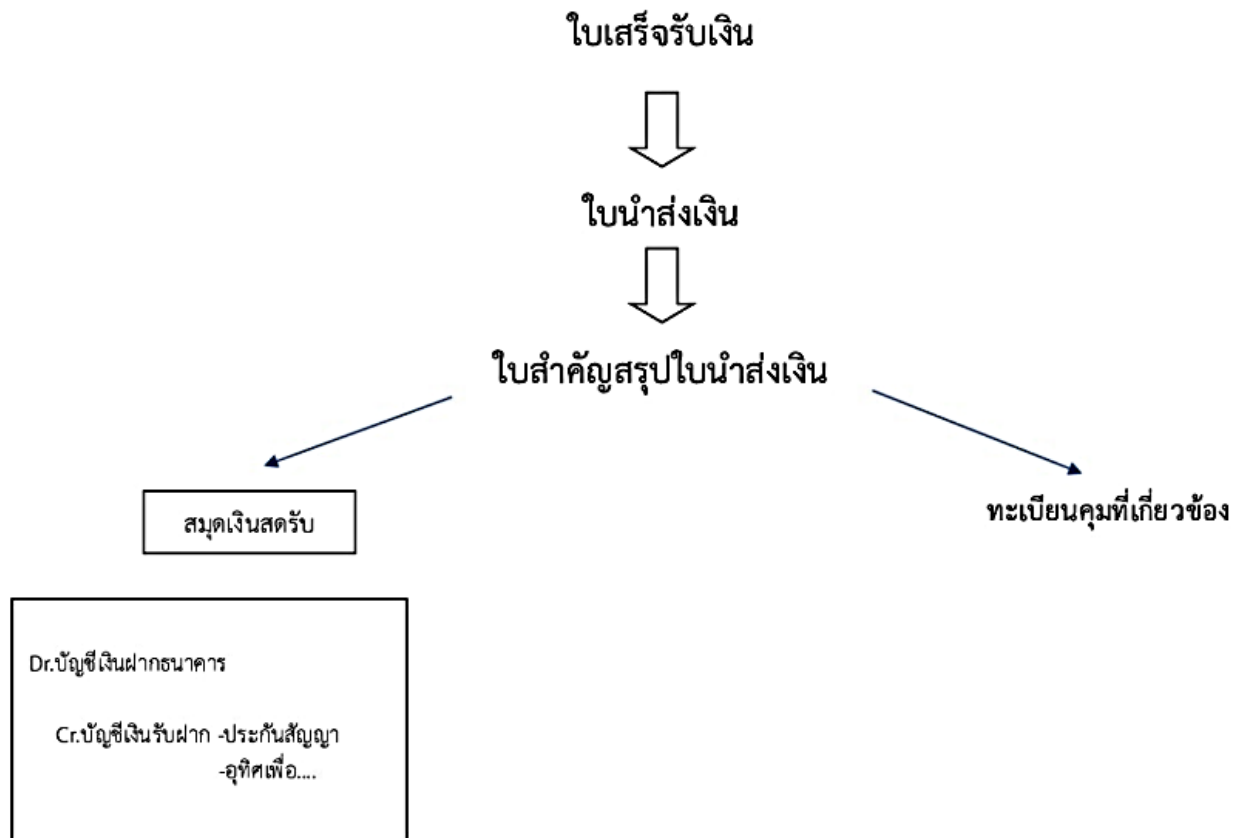 ใบเสร็จรับเงิน
ใบนำส่งเงิน
ใบสำคัญสรุปใบนำส่งเงิน
สมุดเงินสดรับ
ทะเบียนคุมที่เกี่ยวข้อง
Dr.บัญชีเงินฝากธนาคาร
Cr.บัญชีเงินรับฝาก -ประกันสัญญา
-อุทิศเพื่อ....